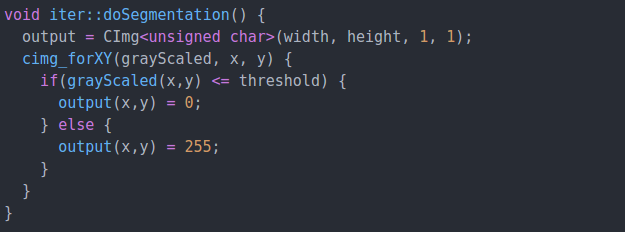 void iter::doSegmentation() {
  output = CImg<unsigned char>(width, height, 1, 1);
  cimg_forXY(grayScaled, x, y) {
    if(grayScaled(x,y) <= threshold) {
      output(x,y) = 0;
    } else {
      output(x,y) = 255;
    }
  }
}